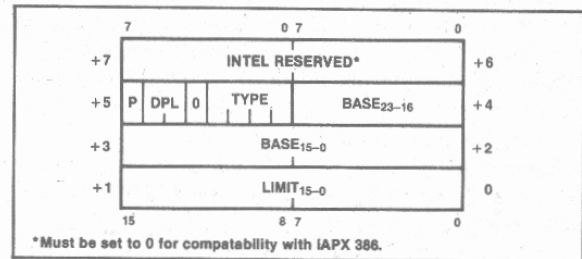 7 0 7 0
+7 INTEL RESERVED* +6
+5 P DPL 0 TYPE BASE23–16 +4
+3 BASE15–0 +2
+1 LIMIT15–0 0
15 8 7 0
*Must be set to 0 for compatability with iAPX 386.